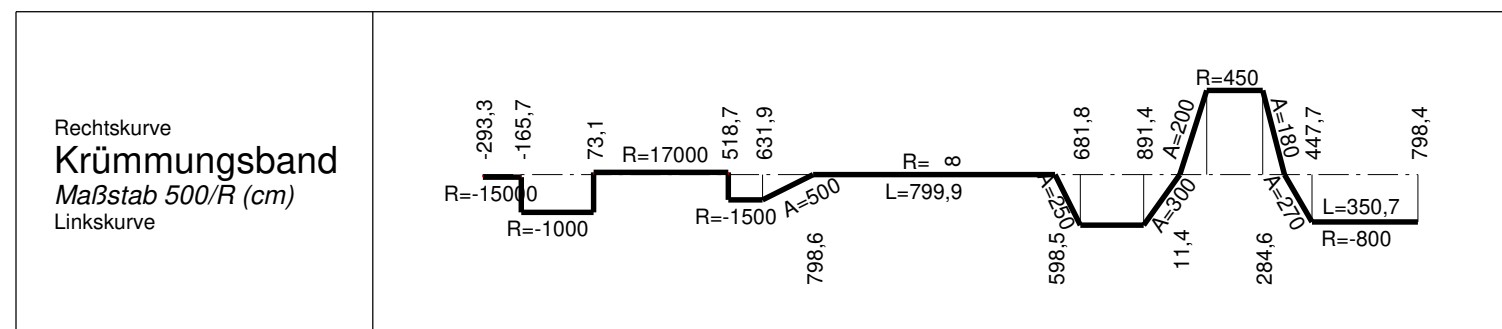 Rechtskurve
Krümmungsband
Maßstab 500/R (cm)
Linkskurve
-293,3
-165,7
73,1
518,7
631,9
681,8
891,4
A=200
R=450
A=180
447,7
798,4
R=-15000
R=17000
R= ∞
R=-1000
R=-1500
A=500
L=799,9
A=250
A=300
A=270
L=350,7
R=-800
798,6
598,5
11,4
284,6